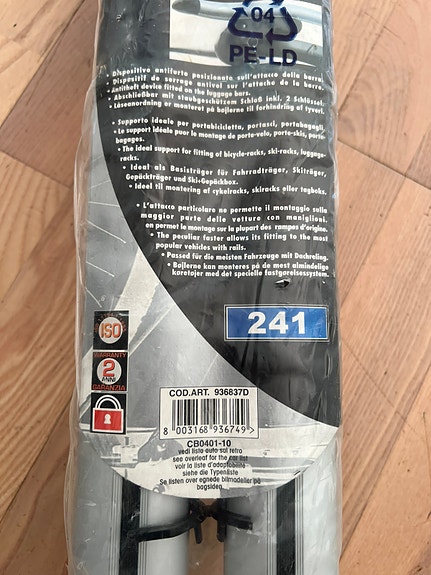 04
PE-LD
• Dispositivo antifurto posizionato sull'attacco della barra.
• Dispositif de serrage antivol sur l'attache de la barre.
• Antitheft device fitted on the luggage bars.
• Abschließbar mit staubgeschützem Schloß inkl. 2 Schlüssel.
• Låseanordning er monteret på bøjlerne til forhindring af tyveri.
• Supporto ideale per portabicicletta, portasci, portabagagli.
• Le support idéale pour le montage de porte-velo, porte-skis, porte-
bagages.
• The ideal support for fitting of bicycle-racks, ski-racks, luggage-
racks.
• Ideal als Basisträger für Fahrradträger, Skiträger,
Gepäckträger und Ski-Gepäckbox.
• Ideel til montering af cykelracks, skiracks eller tagboks.
• L'attacco particolare no permette il montaggio sulla
maggior parte delle vetture con maniglioni.
en permet le montage sur la plupart des rampes d'origine.
• The peculiar faster allows its fitting to the most
popular vehicles with rails.
• Passend für die meisten Fahrzeuge mit Dachreling.
• Bøjlerne kan monteres på de mest almindelige
køretøjer med det specielle fastgørelsessystem.
241
ISO
WARRANTY
2
ANNI
GARANZIA
COD.ART. 936837D
8 003168 936749 >
CB0401-10
vedi lista auto sul retro
see overleaf for the car list
voir la liste d'adaptabilité
siehe die Typenliste
Se listen over egnede bilmodeller på
bagsiden.